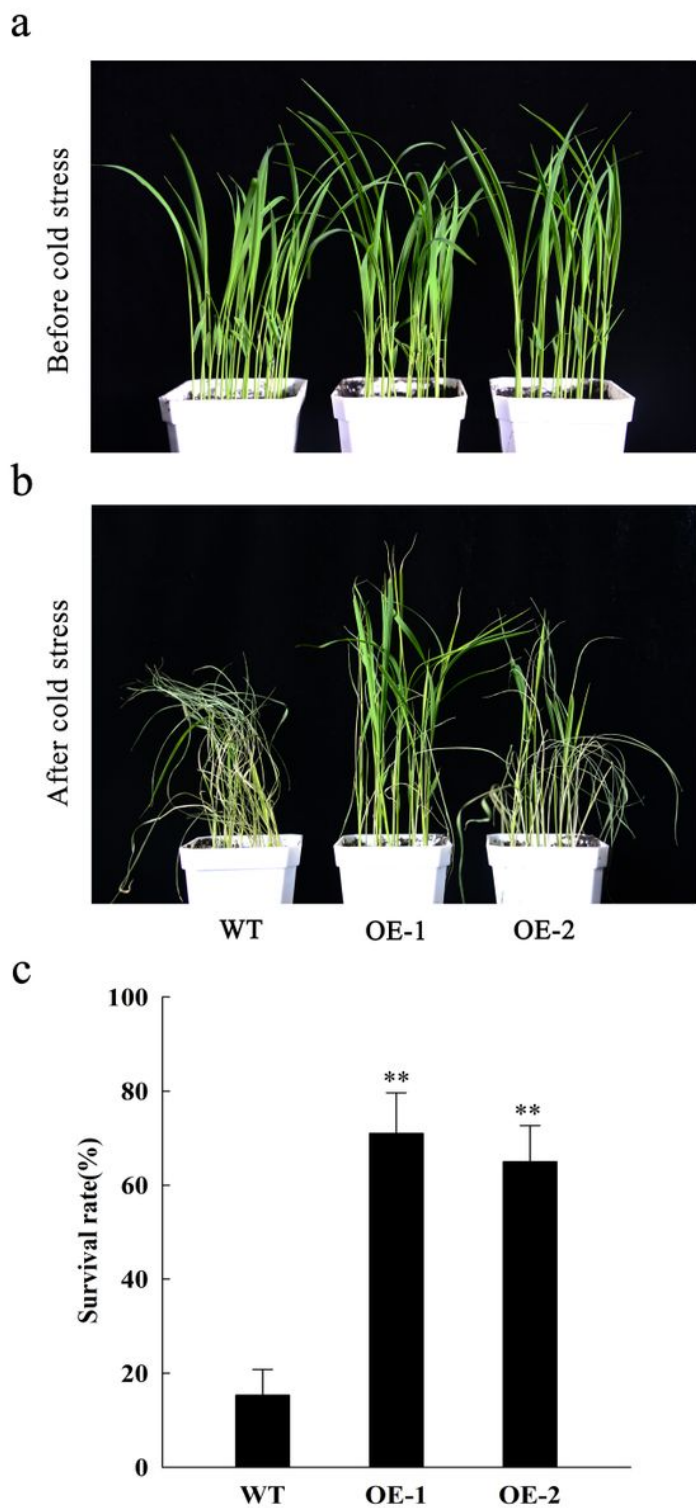 a
Before cold stress
b
After cold stress
WT OE-1 OE-2
c
Survival rate(%)
100
80
60
40
20
0
** **
WT OE-1 OE-2